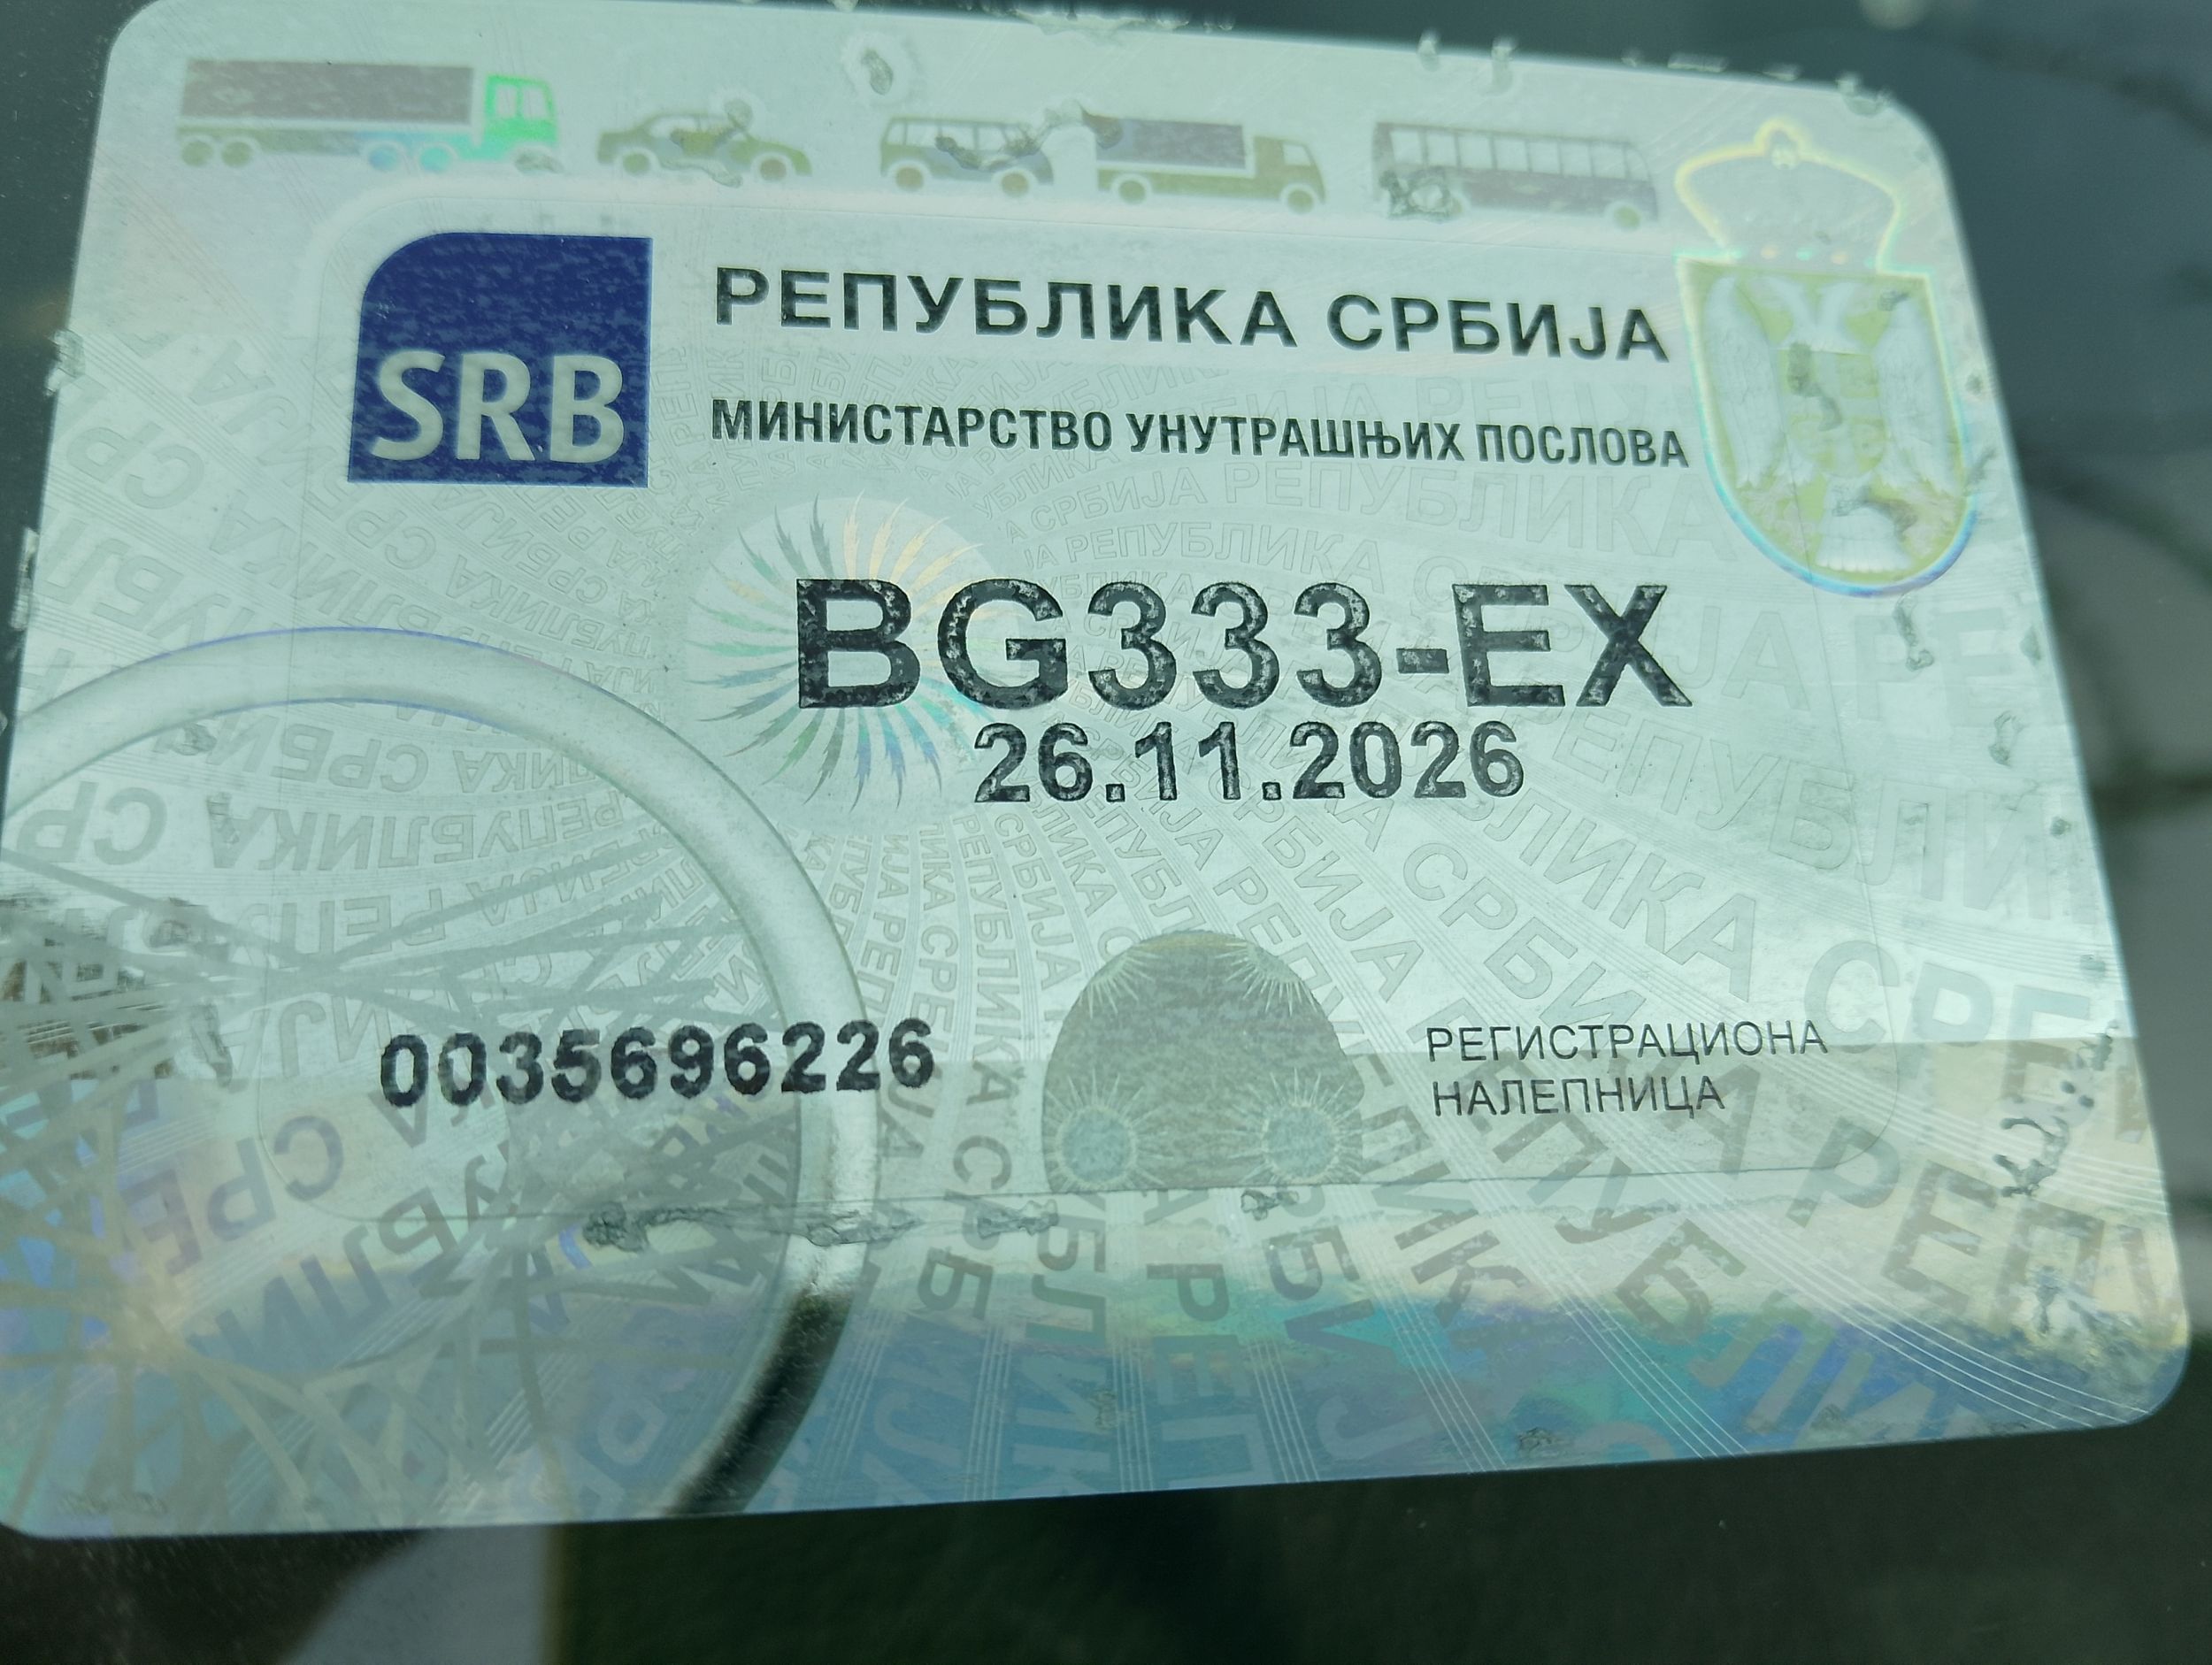 SRB
РЕПУБЛИКА СРБИЈА
МИНИСТАРСТВО УНУТРАШЊИХ ПОСЛОВА
BG333-EX
26.11.2026
0035696226
РЕГИСТРАЦИОНА
НАЛЕПНИЦА